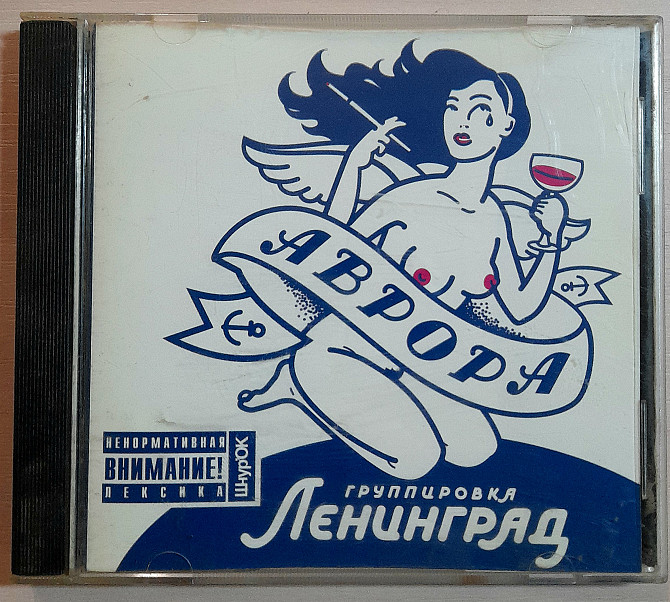 АВРОРА
НЕНОРМАТИВНАЯ
ВНИМАНИЕ!
ЛЕКСИКА
ШнурОК
ГРУППИРОВКА
ЛЕНИНГРАД